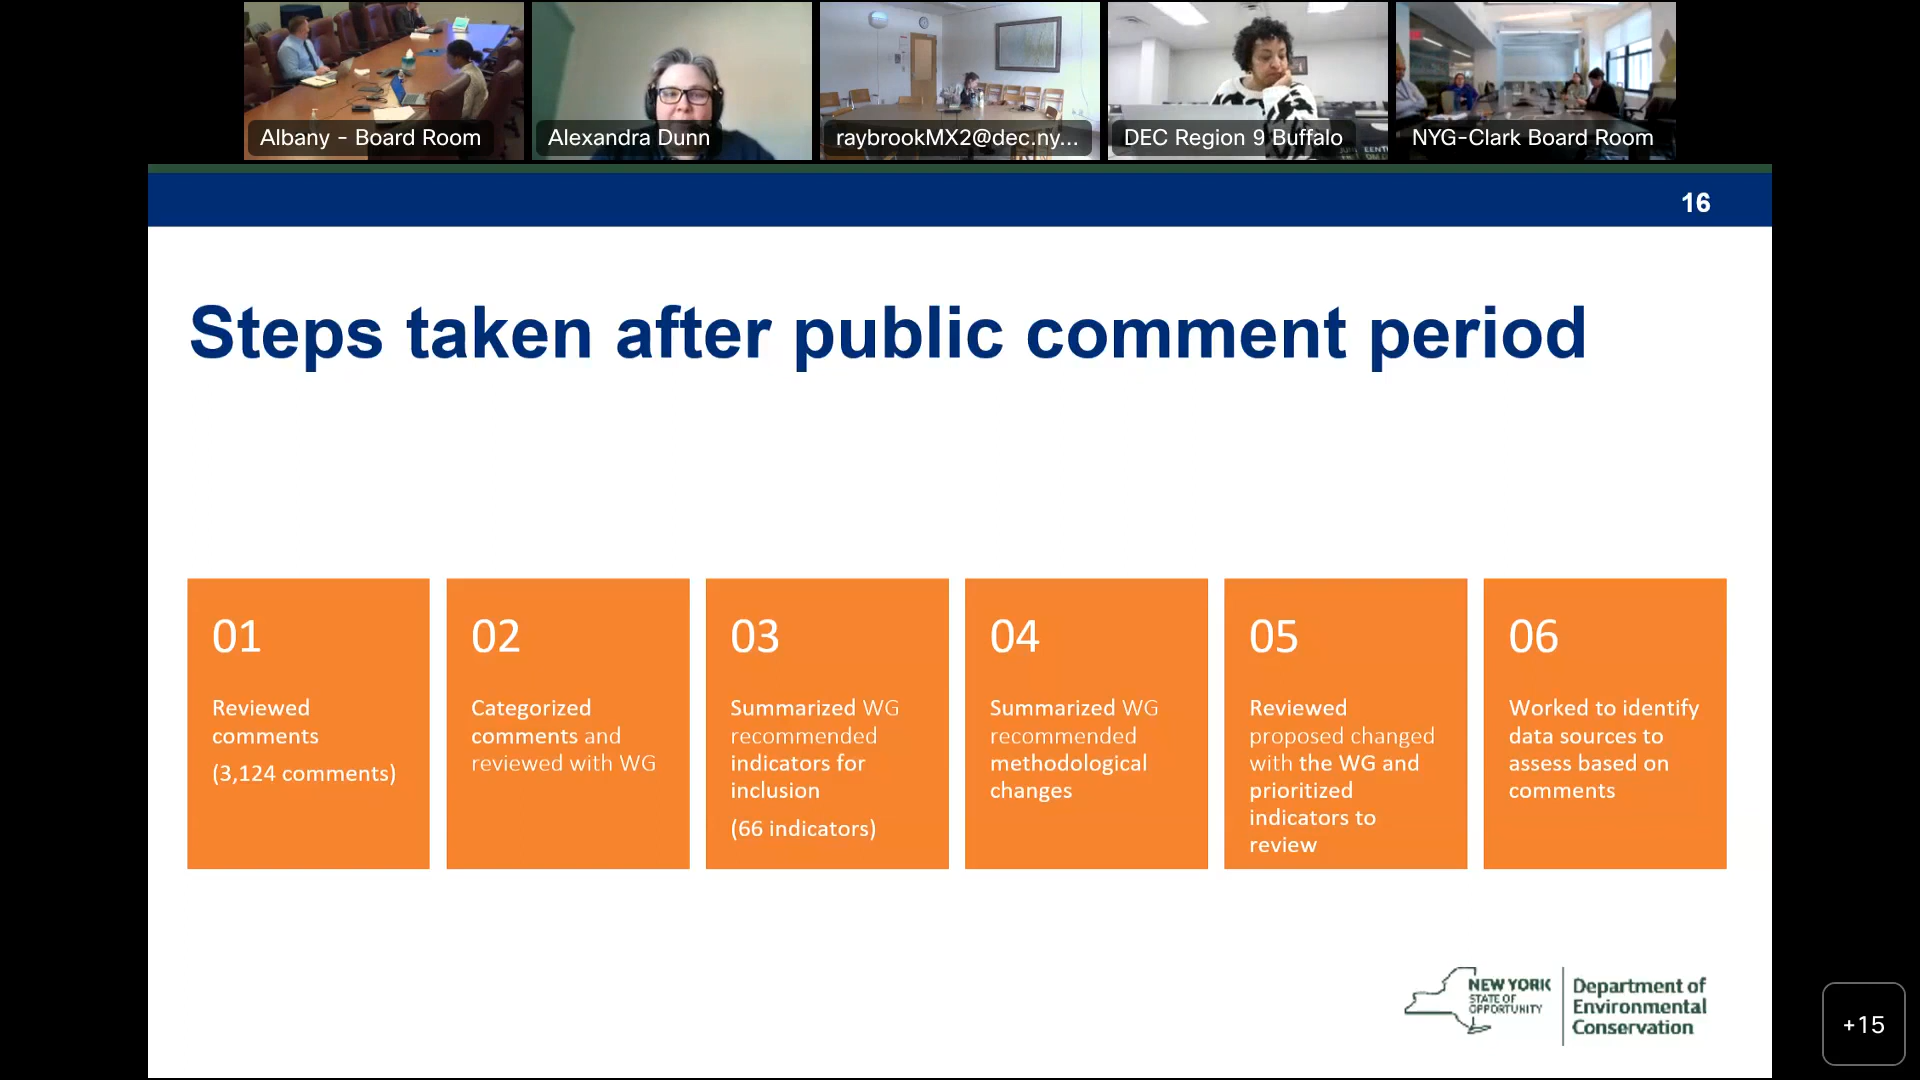 Albany - Board Room
Alexandra Dunn
raybrookMX2@dec.ny...
DEC Region 9 Buffalo
NYG-Clark Board Room
16
Steps taken after public comment period
01
Reviewed
comments
(3,124 comments)
02
Categorized
comments and
reviewed with WG
03
Summarized WG
recommended
indicators for
inclusion
(66 indicators)
04
Summarized WG
recommended
methodological
changes
05
Reviewed
proposed changed
with the WG and
prioritized
indicators to
review
06
Worked to identify
data sources to
assess based on
comments
NEW YORK
STATE OF
OPPORTUNITY
Department of
Environmental
Conservation
+15